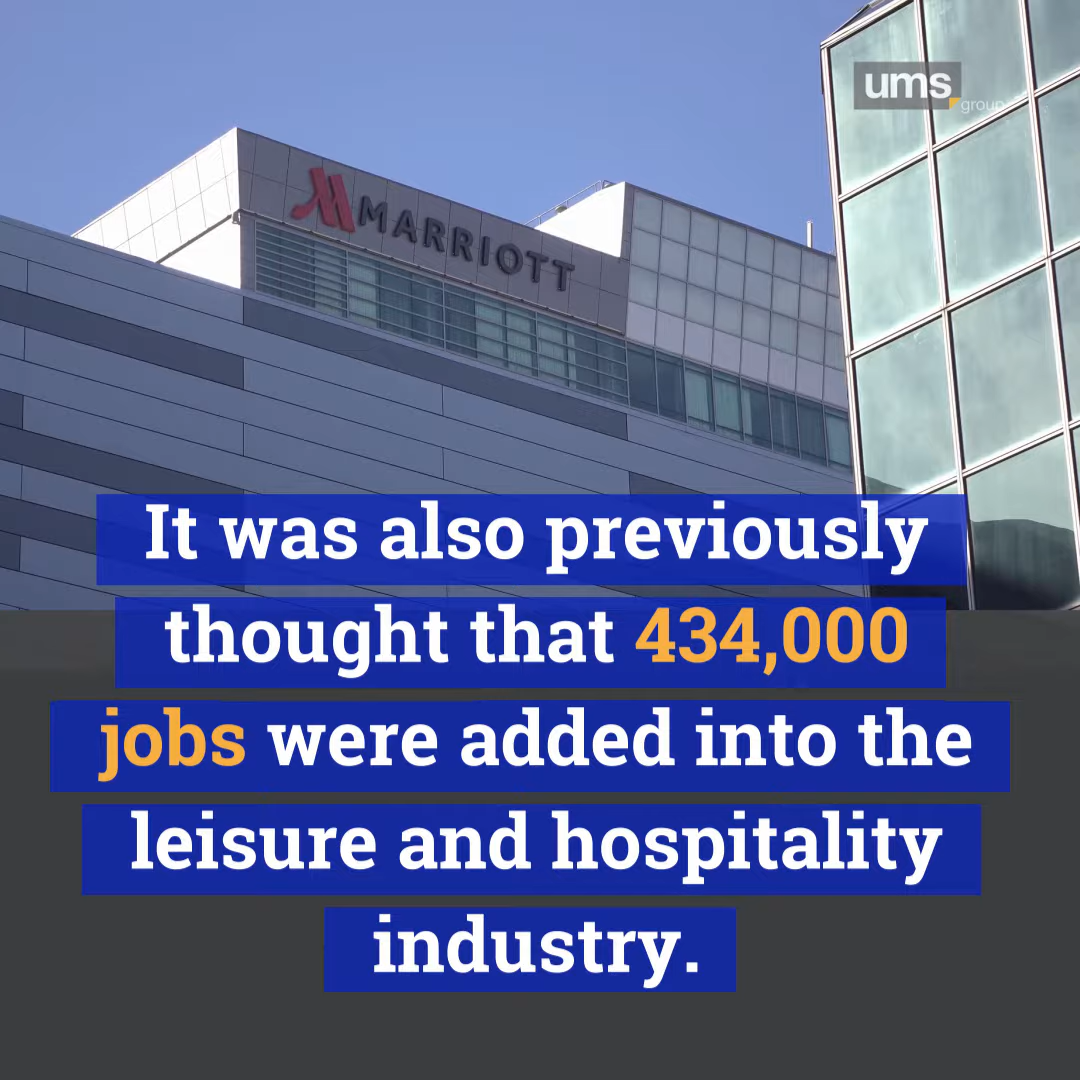 ums
group
MARRIOTT
It was also previously
thought that 434,000
jobs were added into the
leisure and hospitality
industry.